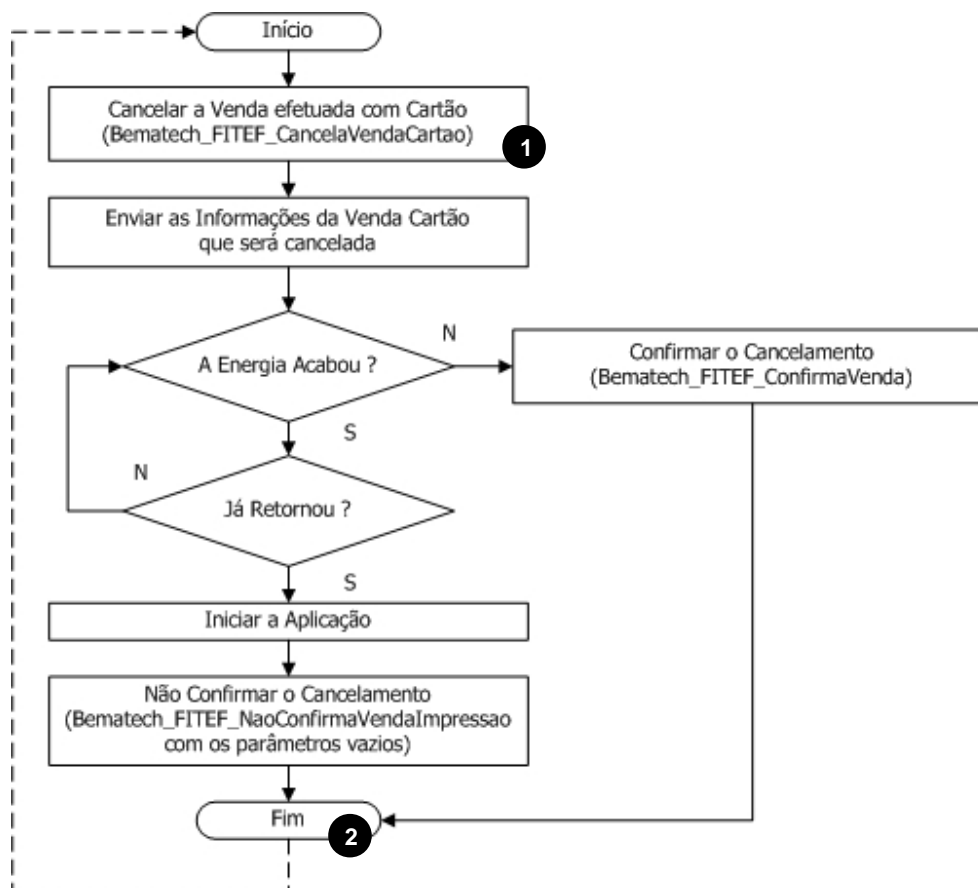 Início
Cancelar a Venda efetuada com Cartão
(Bematech_FITEF_CancelaVendaCartao)
1
Enviar as Informações da Venda Cartão
que será cancelada
A Energia Acabou ?
N
Confirmar o Cancelamento
(Bematech_FITEF_ConfirmaVenda)
S
N
Já Retornou ?
S
Iniciar a Aplicação
Não Confirmar o Cancelamento
(Bematech_FITEF_NaoConfirmaVendaImpressao
com os parâmetros vazios)
Fim
2